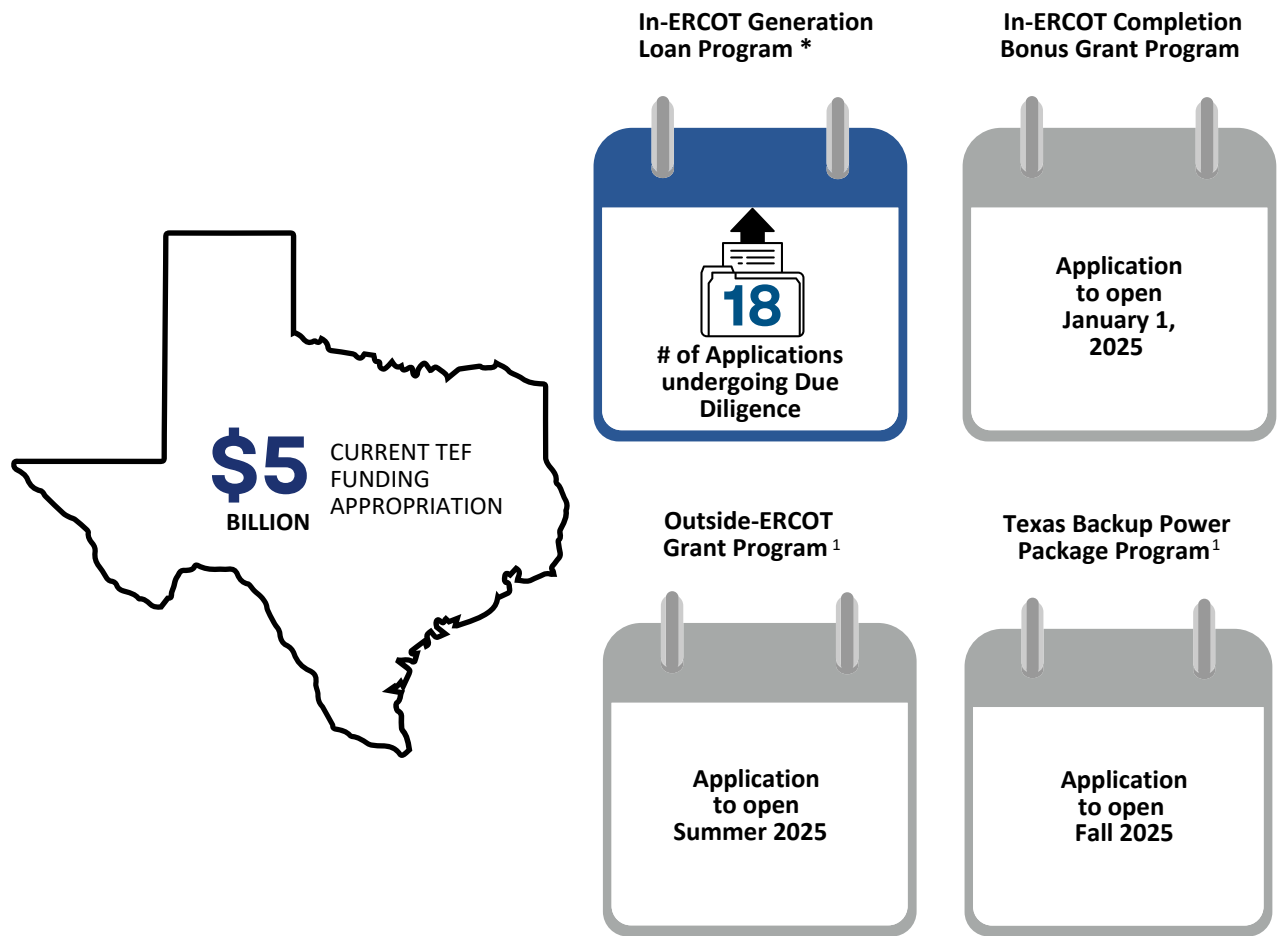 In-ERCOT Generation
Loan Program *
In-ERCOT Completion
Bonus Grant Program
18
# of Applications
undergoing Due
Diligence
Application
to open
January 1,
2025
$5
BILLION
CURRENT TEF
FUNDING
APPROPRIATION
Outside-ERCOT
Grant Program 1
Texas Backup Power
Package Program1
Application
to open
Summer 2025
Application
to open
Fall 2025